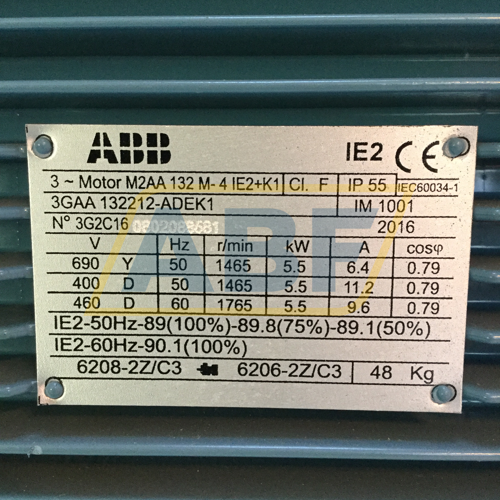 ABB IE2 CE
3 ~ Motor M2AA 132 M- 4 IE2+K1 Cl. F IP 55 IEC60034-1
3GAA 132212-ADEK1 IM 1001
N° 3G2C16 2016
V Hz r/min kW A cosφ
690 Y 50 1465 5.5 6.4 0.79
400 D 50 1465 5.5 11.2 0.79
460 D 60 1765 5.5 9.6 0.79
IE2-50Hz-89(100%)-89.8(75%)-89.1(50%)
IE2-60Hz-90.1(100%)
6208-2Z/C3 6206-2Z/C3 48 Kg
ABF